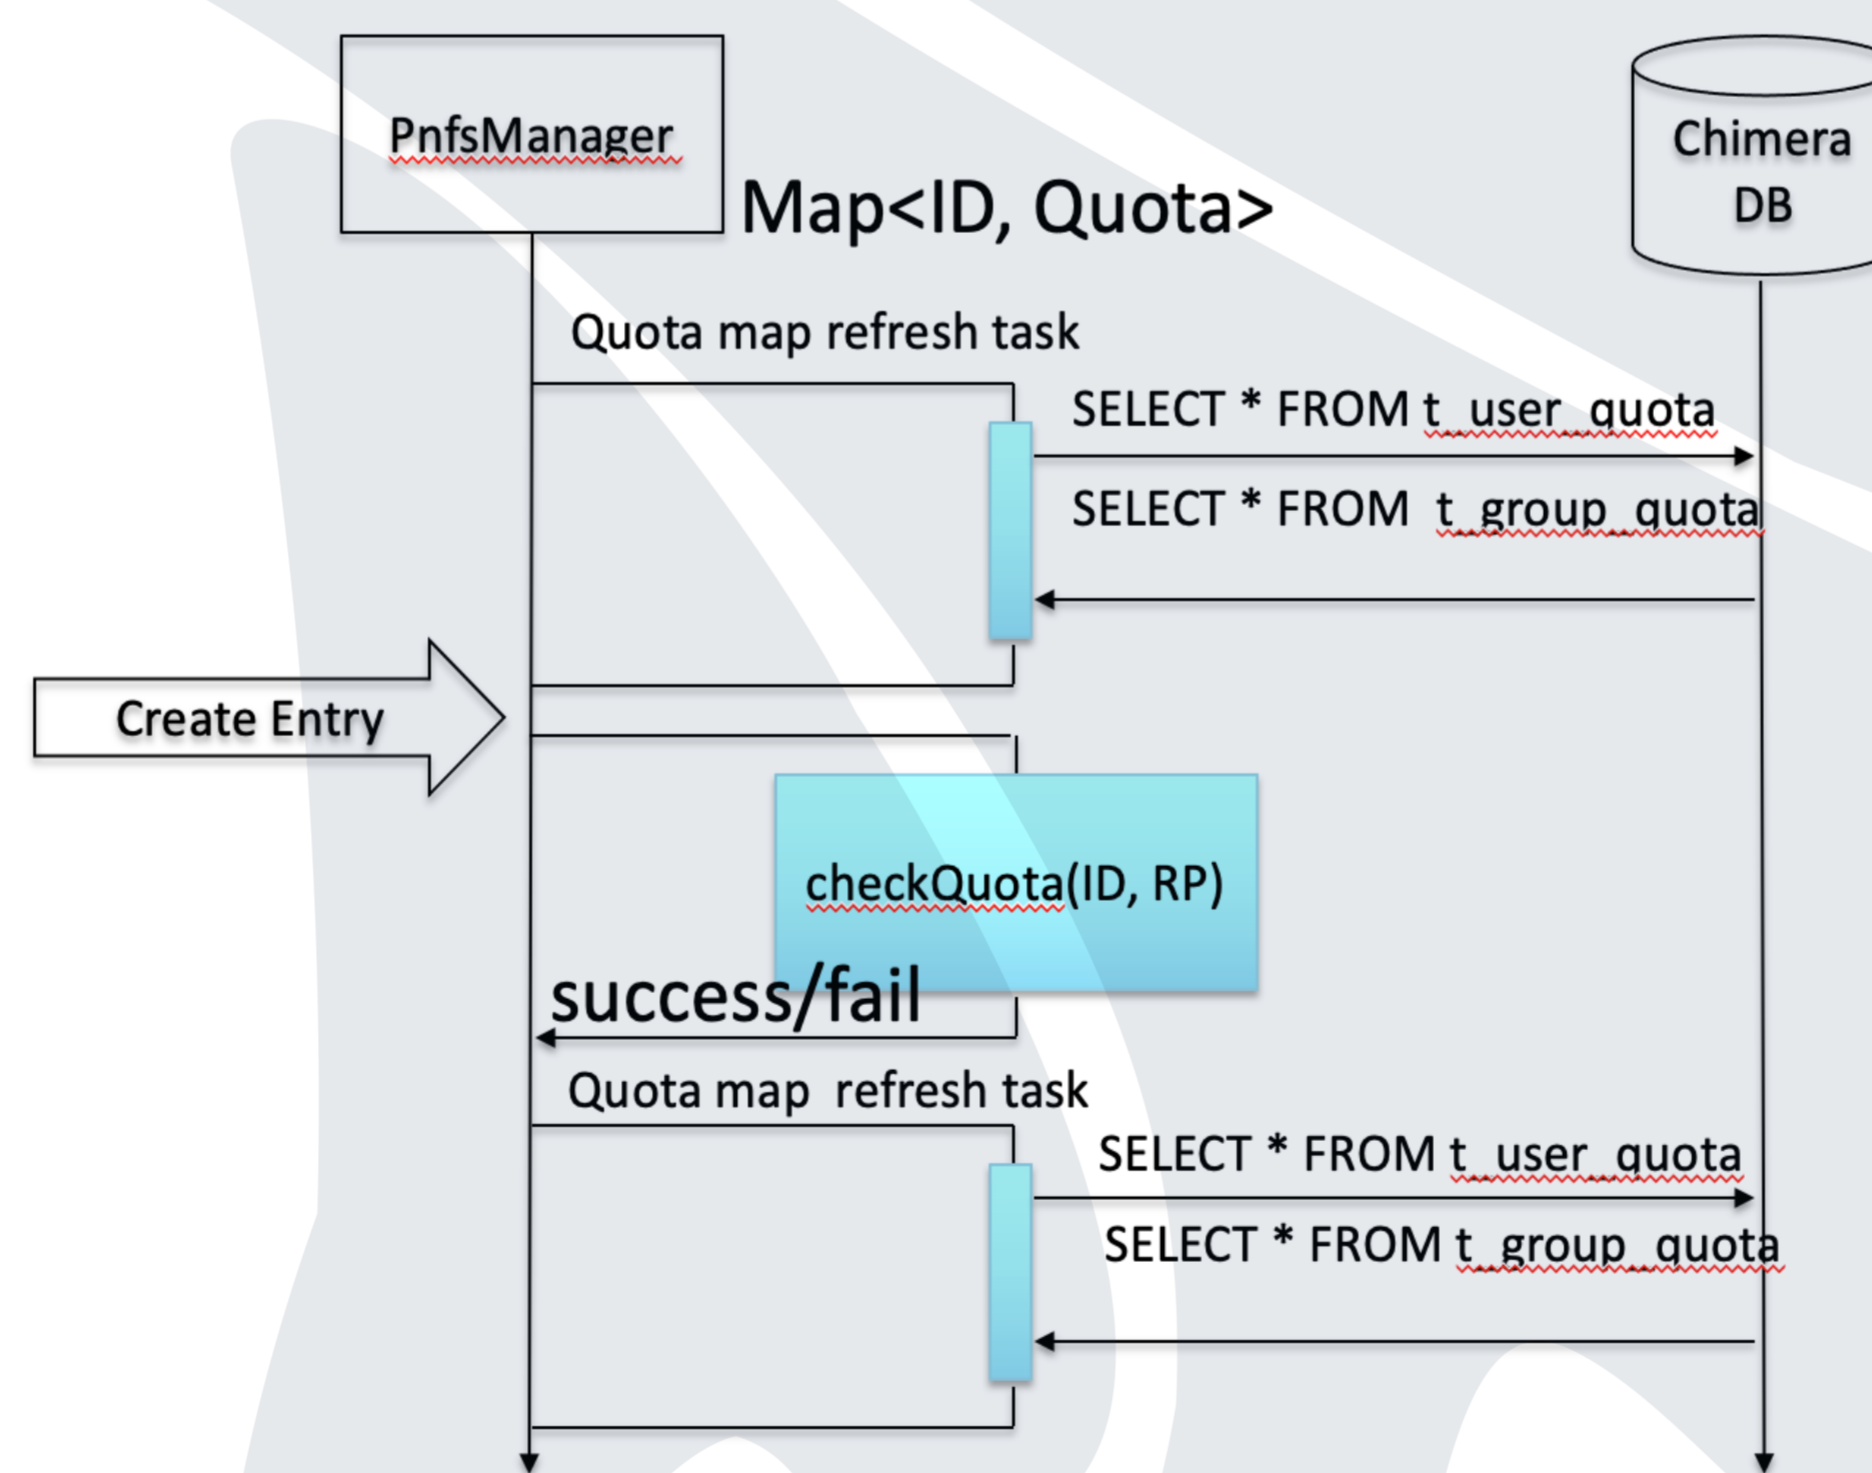 PnfsManager
Chimera
DB
Map<ID, Quota>
Quota map refresh task
SELECT * FROM t_user_quota
SELECT * FROM t_group_quota
Create Entry
checkQuota(ID, RP)
success/fail
Quota map refresh task
SELECT * FROM t_user_quota
SELECT * FROM t_group_quota